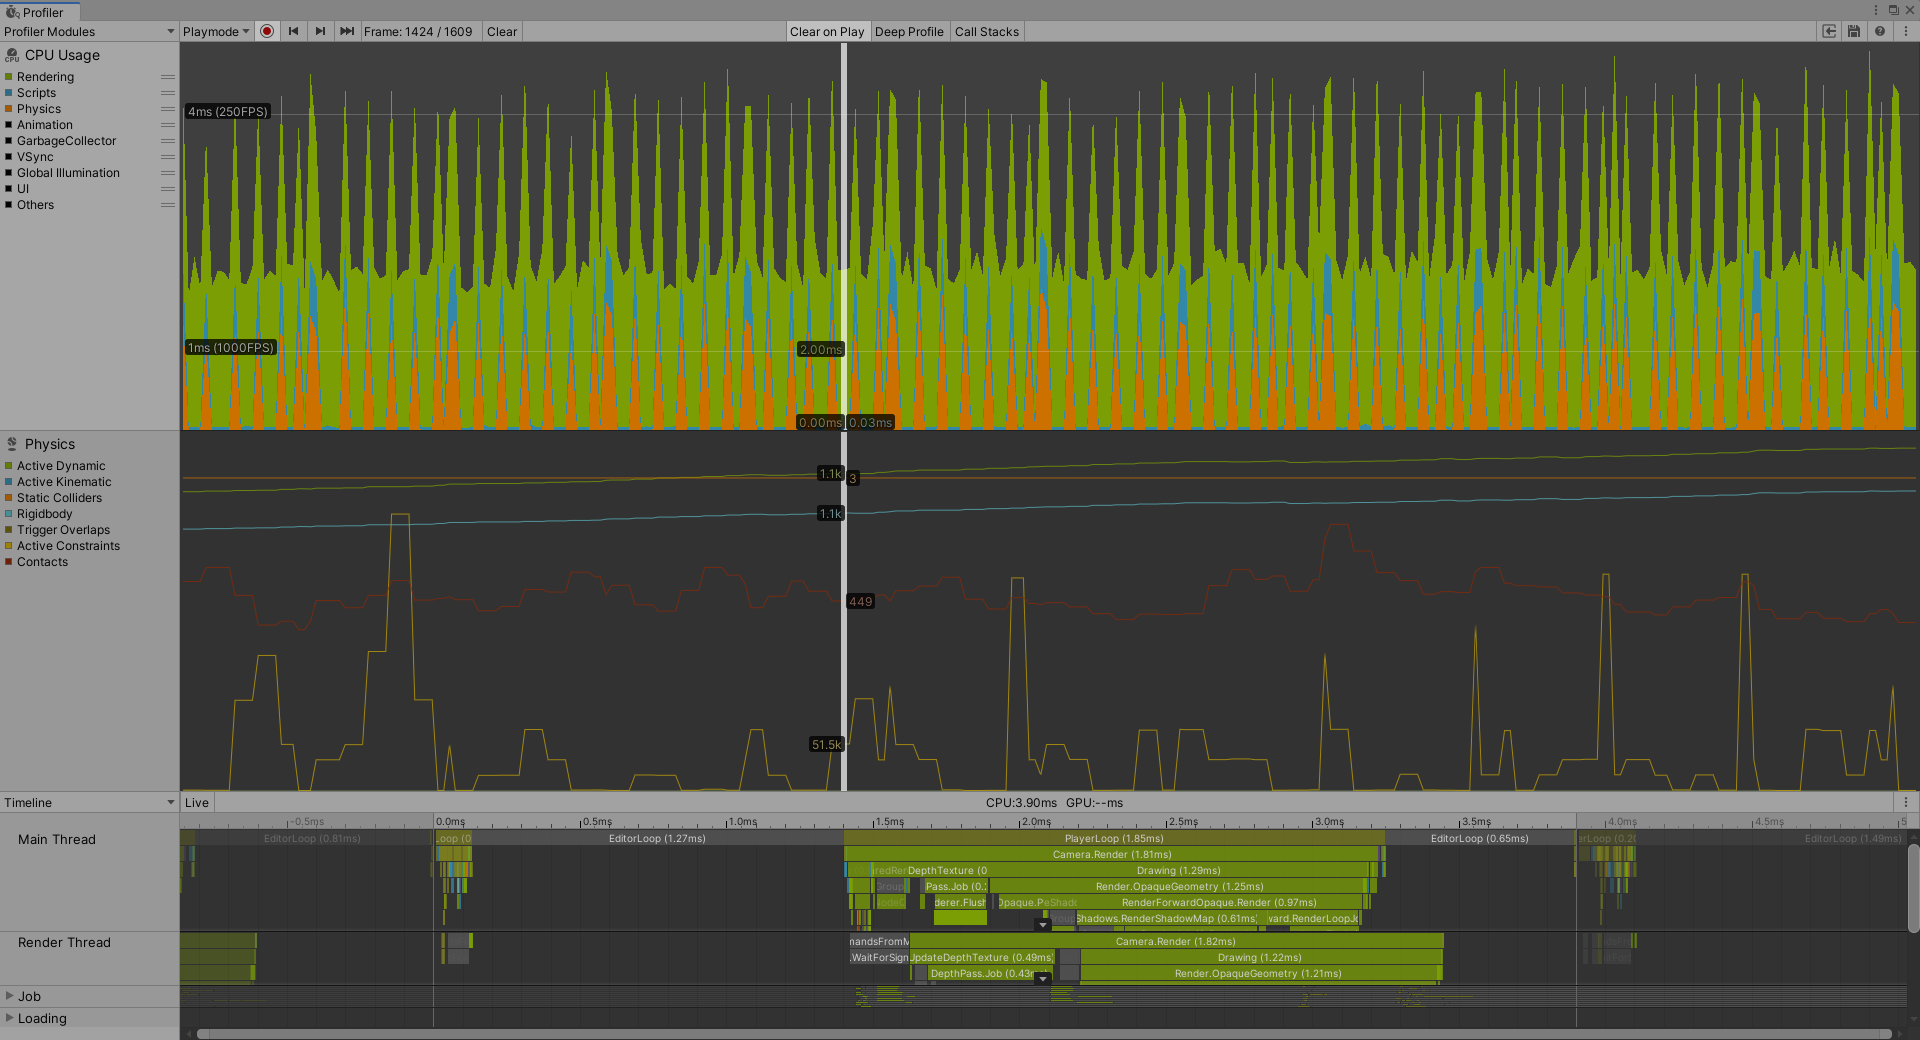 Profiler
Profiler Modules Playmode Frame: 1424 / 1609 Clear Clear on Play Deep Profile Call Stacks
CPU Usage
Rendering
Scripts
Physics
Animation
GarbageCollector
VSync
Global Illumination
UI
Others
4ms (250FPS)
1ms (1000FPS)
2.00ms
0.00ms 0.03ms
Physics
Active Dynamic
Active Kinematic
Static Colliders
Rigidbody
Trigger Overlaps
Active Constraints
Contacts
1.1k 3
1.1k
449
51.5k
Timeline Live CPU:3.90ms GPU:--ms
-0.5ms 0.0ms 0.5ms 1.0ms 1.5ms 2.0ms 2.5ms 3.0ms 3.5ms 4.0ms 4.5ms 5
Main Thread
EditorLoop (0.81ms) Loop (0 EditorLoop (1.27ms) PlayerLoop (1.85ms) EditorLoop (0.65ms) erLoop (0.20 EditorLoop (1.49ms)
Camera.Render (1.81ms)
DepthTexture (0 Drawing (1.29ms)
Group Pass.Job (0. Render.OpaqueGeometry (1.25ms)
derer.Flush Opaque.PeShado RenderForwardOpaque.Render (0.97ms)
Group Shadows.RenderShadowMap (0.61ms) vard.RenderLoopJo
Render Thread
mandsFromM Camera.Render (1.82ms)
.WaitForSign UpdateDepthTexture (0.49ms) Drawing (1.22ms)
DepthPass.Job (0.43m Render.OpaqueGeometry (1.21ms)
Job
Loading